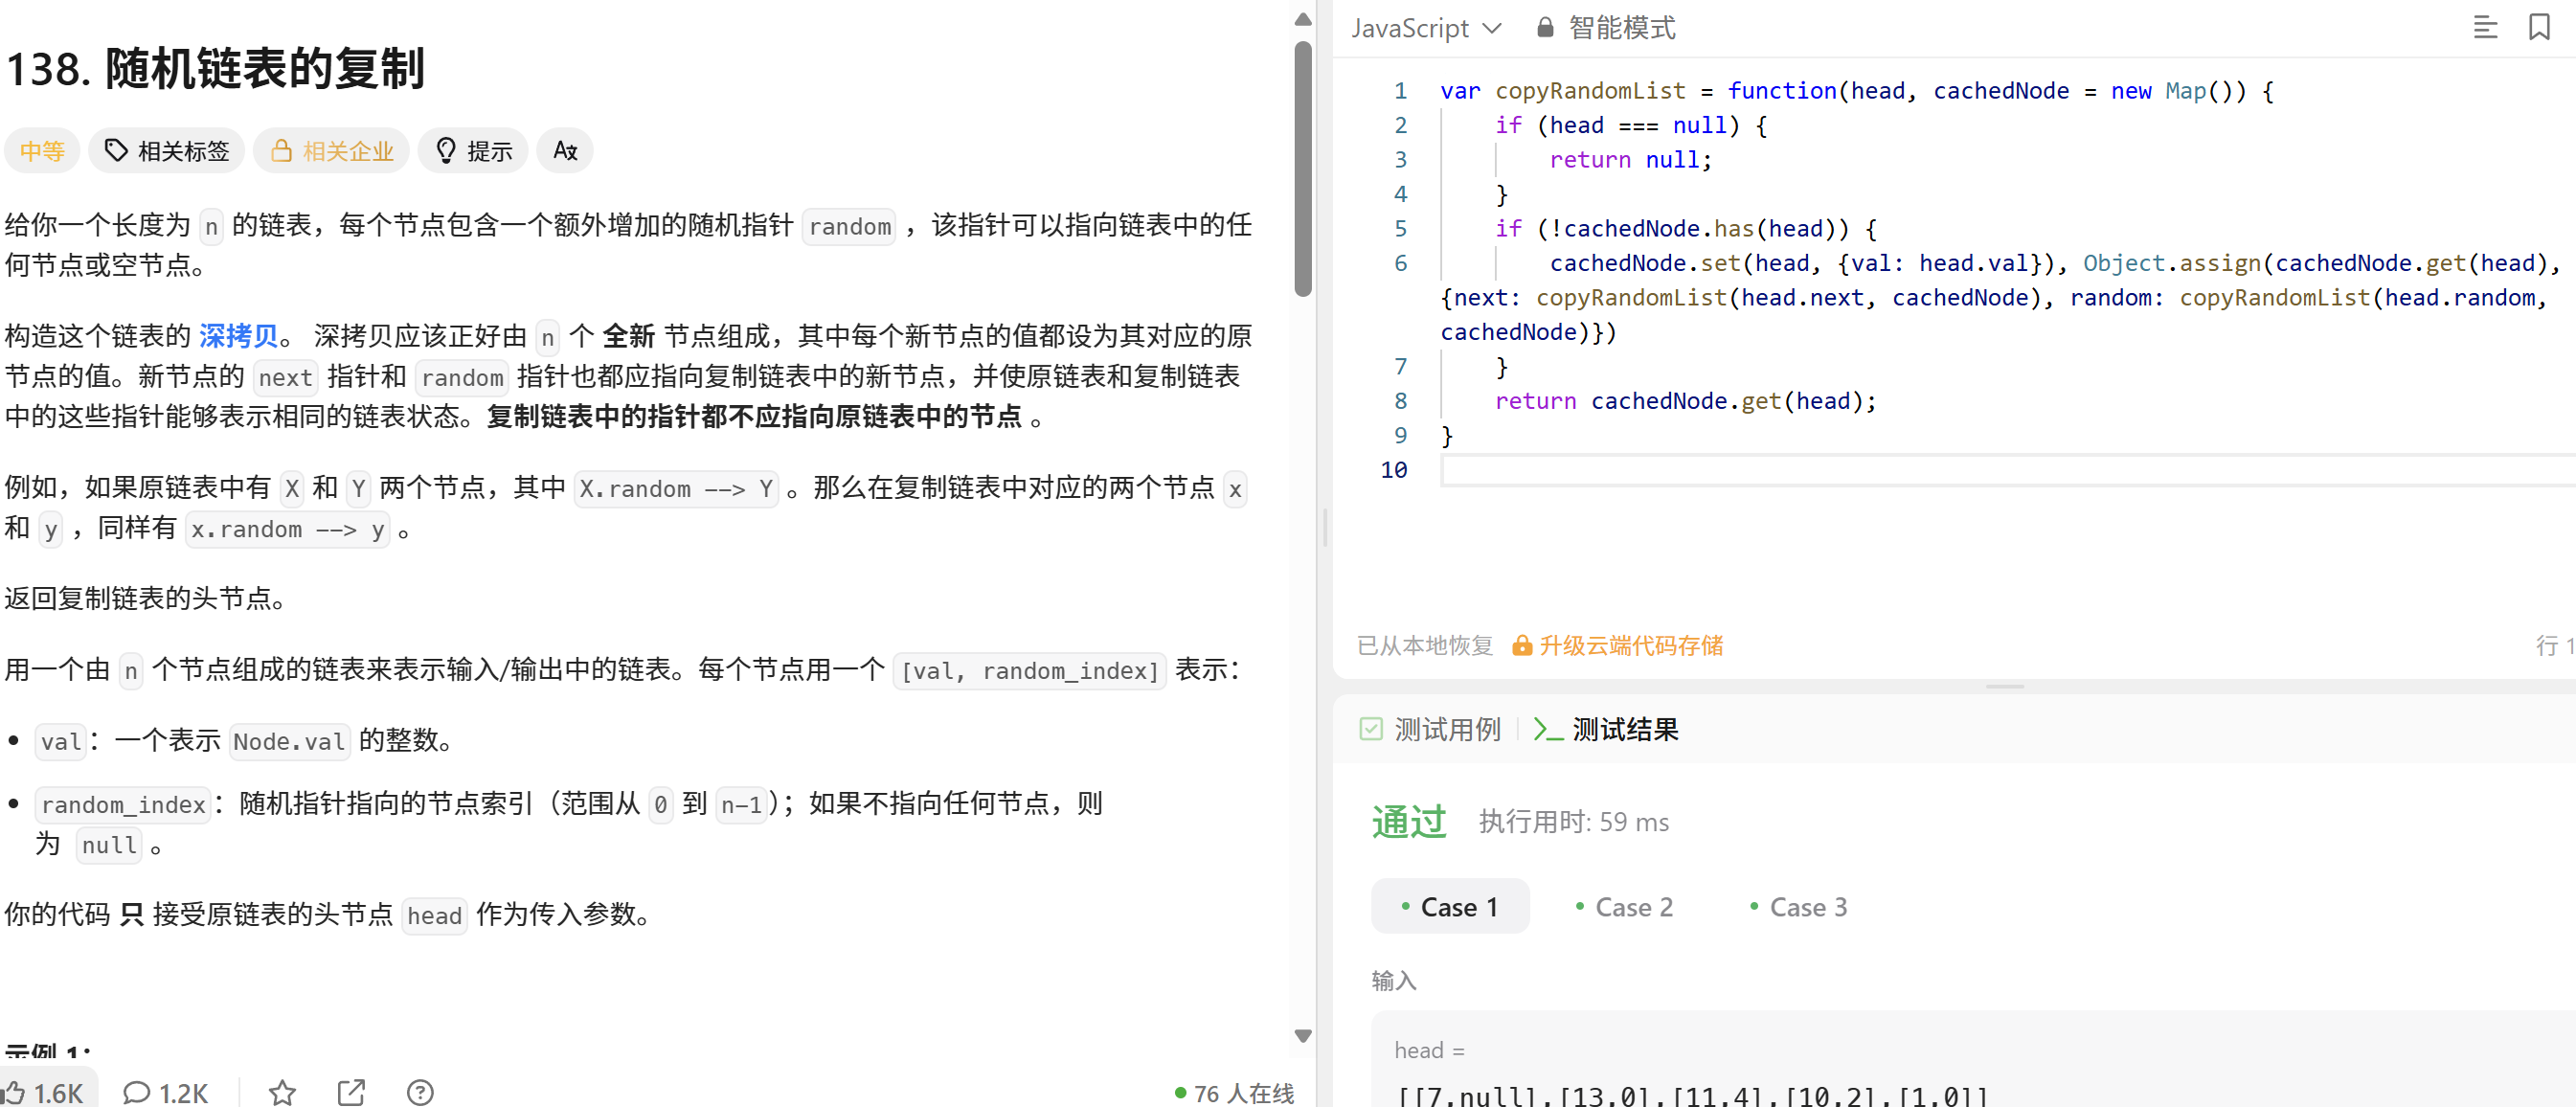 138. 随机链表的复制
中等 相关标签 相关企业 提示 Aあ
给你一个长度为 n 的链表，每个节点包含一个额外增加的随机指针 random ，该指针可以指向链表中的任
何节点或空节点。
构造这个链表的 深拷贝。 深拷贝应该正好由 n 个 全新 节点组成，其中每个新节点的值都设为其对应的原
节点的值。新节点的 next 指针和 random 指针也都应指向复制链表中的新节点，并使原链表和复制链表
中的这些指针能够表示相同的链表状态。复制链表中的指针都不应指向原链表中的节点 。
例如，如果原链表中有 X 和 Y 两个节点，其中 X.random --> Y 。那么在复制链表中对应的两个节点 x
和 y ，同样有 x.random --> y 。
返回复制链表的头节点。
用一个由 n 个节点组成的链表来表示输入/输出中的链表。每个节点用一个 [val, random_index] 表示：
• val：一个表示 Node.val 的整数。
• random_index：随机指针指向的节点索引（范围从 0 到 n-1）；如果不指向任何节点，则
为 null 。
你的代码 只 接受原链表的头节点 head 作为传入参数。
示例 1：
1.6K 1.2K 76 人在线
JavaScript 智能模式
1 var copyRandomList = function(head, cachedNode = new Map()) {
2 if (head === null) {
3 return null;
4 }
5 if (!cachedNode.has(head)) {
6 cachedNode.set(head, {val: head.val}), Object.assign(cachedNode.get(head),
{next: copyRandomList(head.next, cachedNode), random: copyRandomList(head.random,
cachedNode)})
7 }
8 return cachedNode.get(head);
9 }
10
已从本地恢复 升级云端代码存储 行 1
测试用例 测试结果
通过 执行用时: 59 ms
Case 1 Case 2 Case 3
输入
head =
[[7,null],[13,0],[11,4],[10,2],[1,0]]